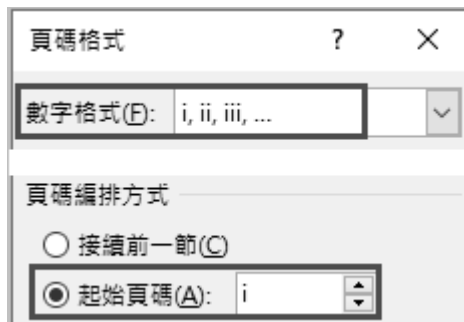 頁碼格式 ? ×
數字格式(F): i, ii, iii, ...
頁碼編排方式
接續前一節(C)
起始頁碼(A): i